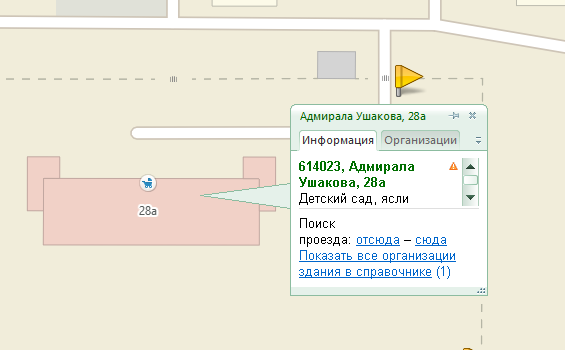 Адмирала Ушакова, 28а
Информация
Организации
614023, Адмирала
Ушакова, 28а
Детский сад, ясли
28а
Поиск
проезда: отсюда – сюда
Показать все организации
здания в справочнике (1)